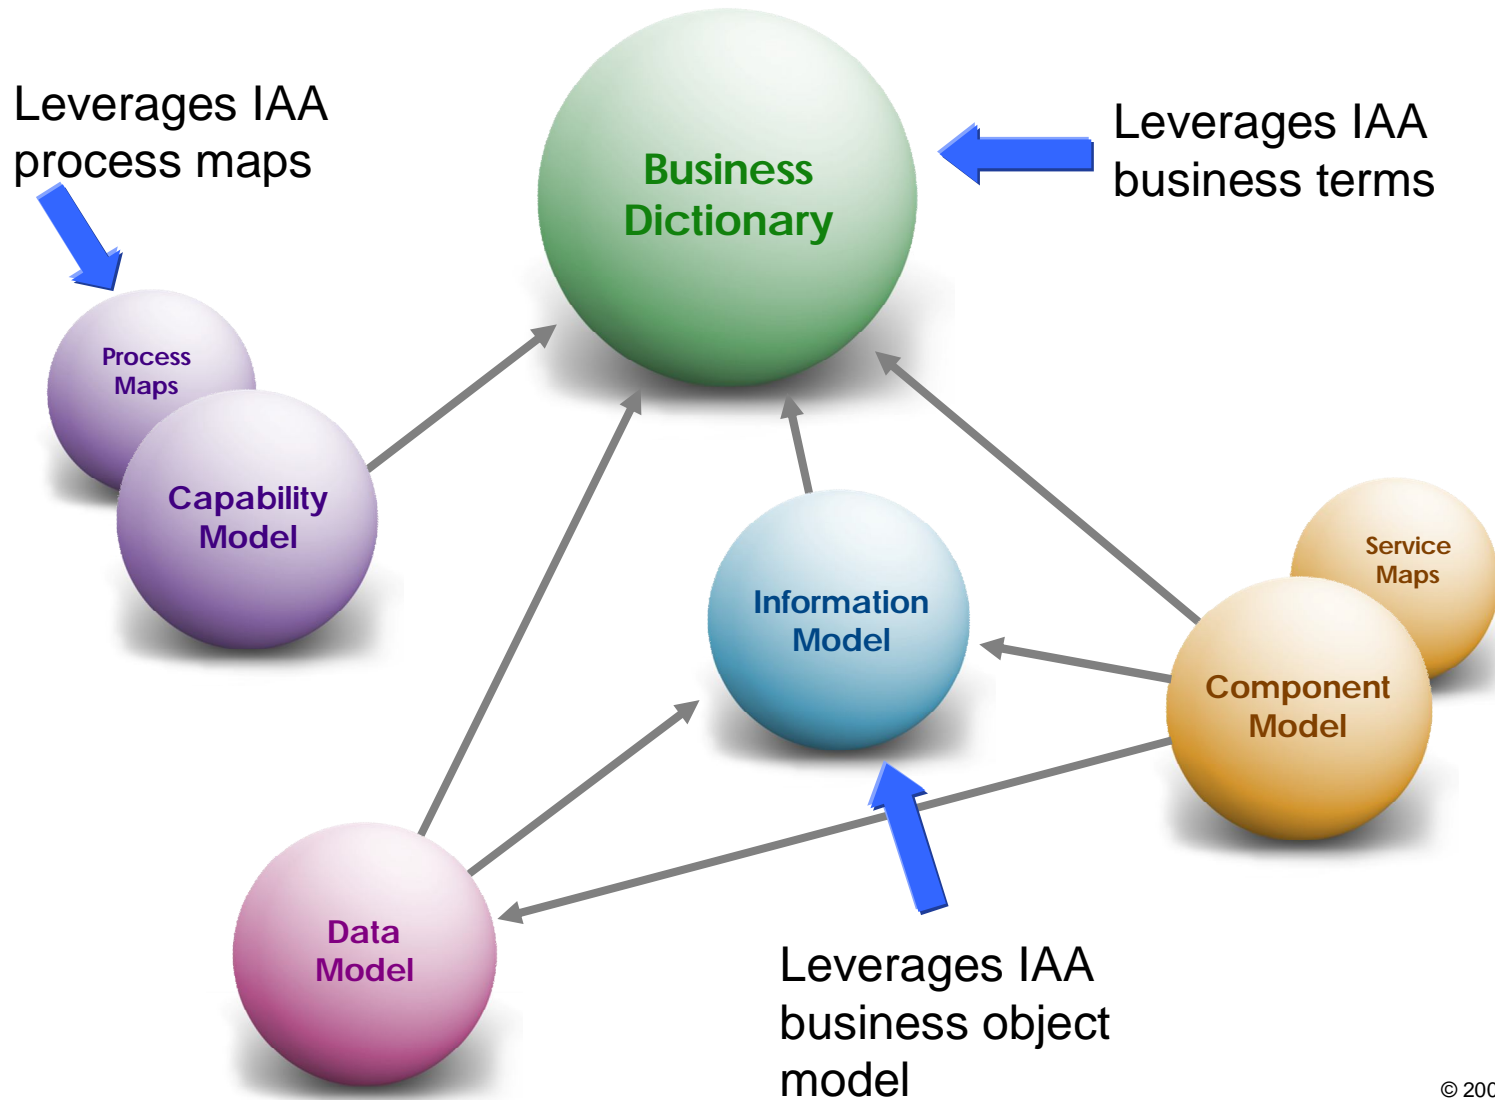 Leverages IAA
process maps
Business
Dictionary
Leverages IAA
business terms
Process
Maps
Capability
Model
Information
Model
Service
Maps
Component
Model
Data
Model
Leverages IAA
business object
model
© 200